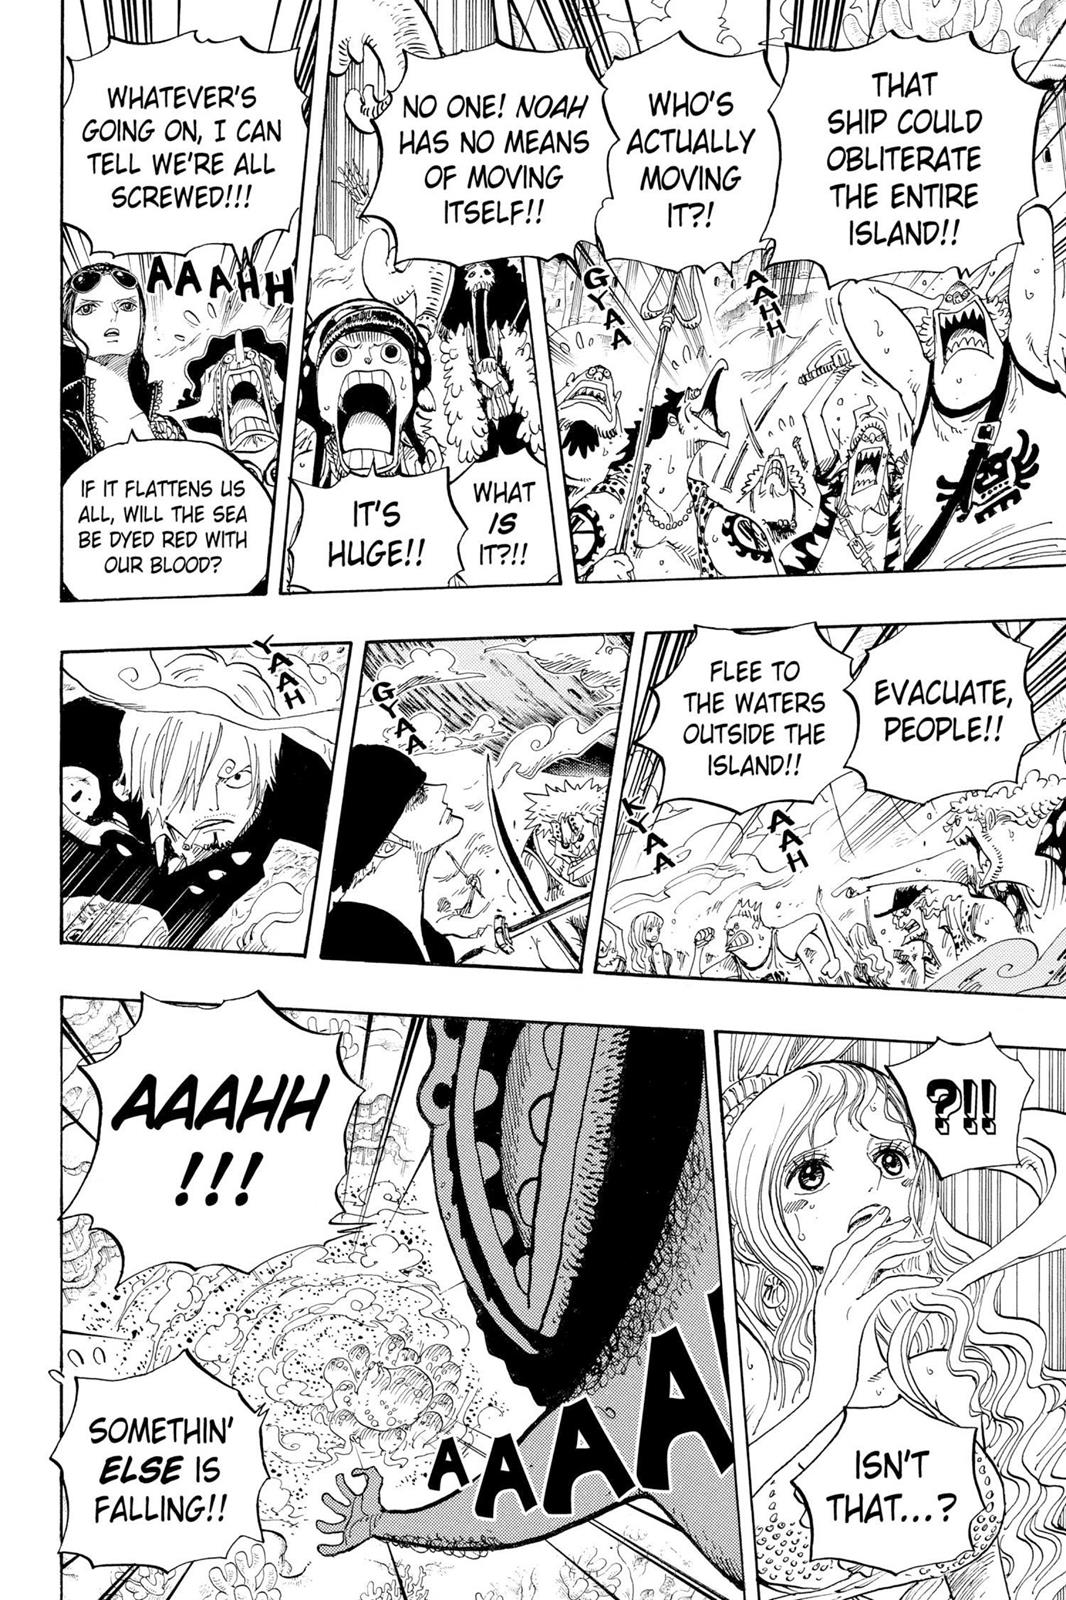 THAT
SHIP COULD
OBLITERATE
THE ENTIRE
ISLAND!!
WHO'S
ACTUALLY
MOVING
IT?!
AAHH
GYAA
NO ONE! NOAH
HAS NO MEANS
OF MOVING
ITSELF!!
WHAT
IS
IT?!!
IT'S
HUGE!!
WHATEVER'S
GOING ON, I CAN
TELL WE'RE ALL
SCREWED!!!
AAAHH
IF IT FLATTENS US
ALL, WILL THE SEA
BE DYED RED WITH
OUR BLOOD?
EVACUATE,
PEOPLE!!
FLEE TO
THE WATERS
OUTSIDE THE
ISLAND!!
AAH
KYAA
GYAA
YAAH
?!!
ISN'T
THAT...?
AAAHH
!!!
AAAAA
SOMETHIN'
ELSE IS
FALLING!!